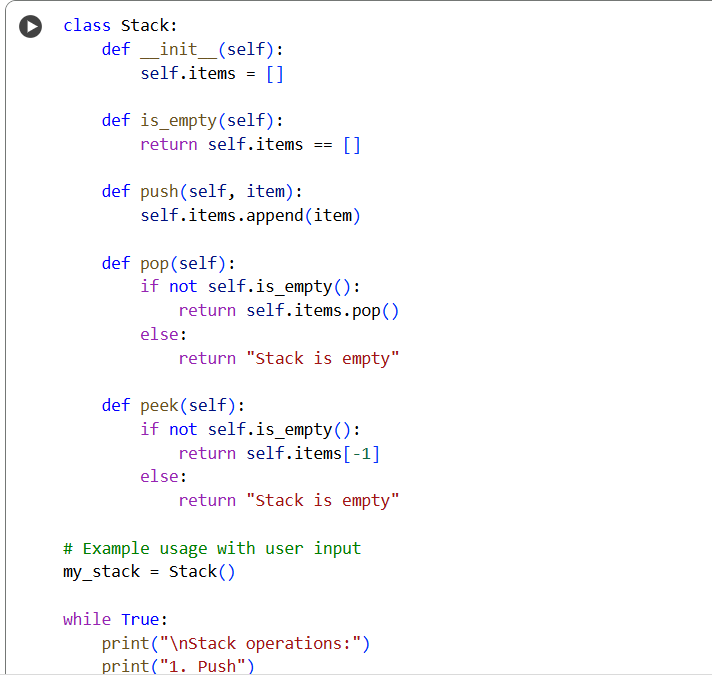 class Stack:
    def __init__(self):
        self.items = []

    def is_empty(self):
        return self.items == []

    def push(self, item):
        self.items.append(item)

    def pop(self):
        if not self.is_empty():
            return self.items.pop()
        else:
            return "Stack is empty"

    def peek(self):
        if not self.is_empty():
            return self.items[-1]
        else:
            return "Stack is empty"

# Example usage with user input
my_stack = Stack()

while True:
    print("\nStack operations:")
    print("1. Push")